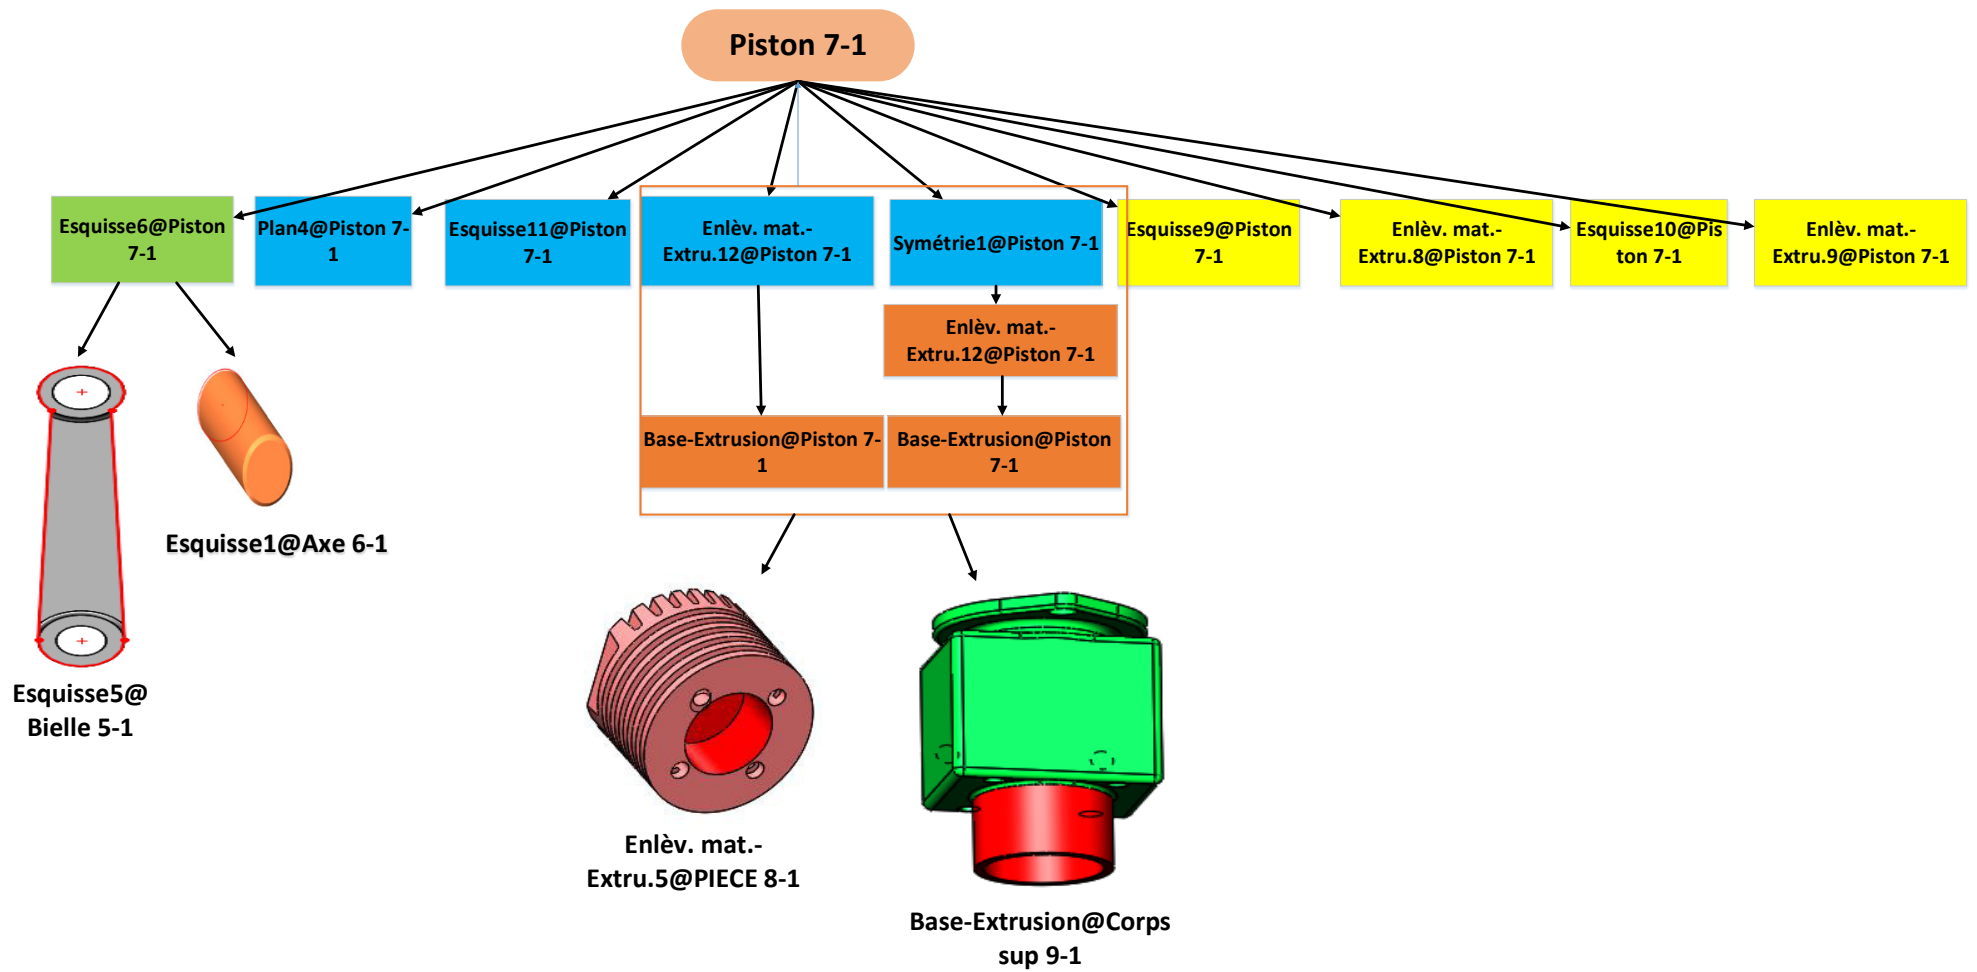 Piston 7-1
Esquisse6@Piston
7-1
Plan4@Piston 7-
1
Esquisse11@Piston
7-1
Enlèv. mat.-
Extru.12@Piston 7-1
Symétrie1@Piston 7-1
Esquisse9@Piston
7-1
Enlèv. mat.-
Extru.8@Piston 7-1
Esquisse10@Pis
ton 7-1
Enlèv. mat.-
Extru.9@Piston 7-1
Enlèv. mat.-
Extru.12@Piston 7-1
Base-Extrusion@Piston 7-
1
Base-Extrusion@Piston
7-1
Esquisse1@Axe 6-1
Esquisse5@
Bielle 5-1
Enlèv. mat.-
Extru.5@PIECE 8-1
Base-Extrusion@Corps
sup 9-1